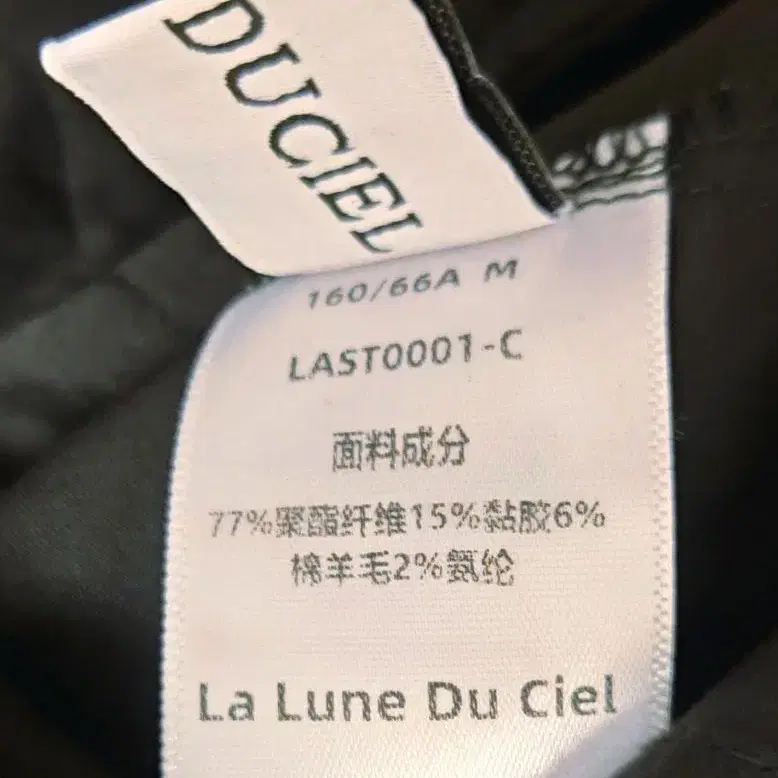 DUCIEL
160/66A M
LAST0001-C
面料成分
77%聚酯纤维15%黏胶6%
棉羊毛2%氨纶
La Lune Du Ciel